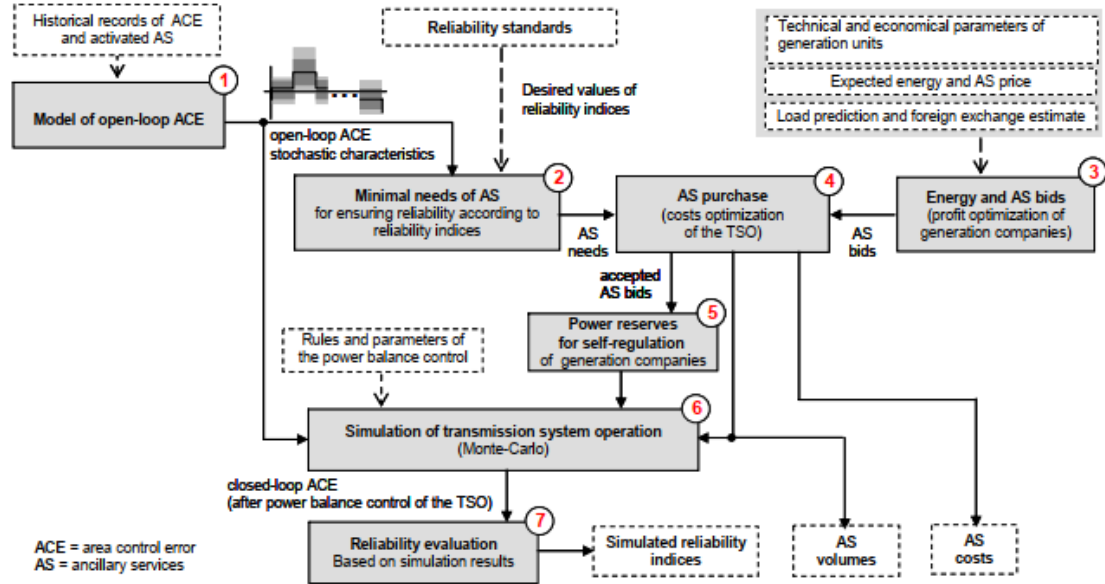 Historical records of ACE
and activated AS
Reliability standards
Technical and economical parameters of
generation units
Expected energy and AS price
Load prediction and foreign exchange estimate
1
Model of open-loop ACE
Desired values of
reliability indices
open-loop ACE
stochastic characteristics
2
Minimal needs of AS
for ensuring reliability according to
reliability indices
AS
needs
4
AS purchase
(costs optimization
of the TSO)
AS
bids
3
Energy and AS bids
(profit optimization of
generation companies)
accepted
AS bids
5
Power reserves
for self-regulation
of generation companies
Rules and parameters of
the power balance control
6
Simulation of transmission system operation
(Monte-Carlo)
closed-loop ACE
(after power balance control of the TSO)
7
Reliability evaluation
Based on simulation results
Simulated reliability
indices
AS
volumes
AS
costs
ACE = area control error
AS = ancillary services